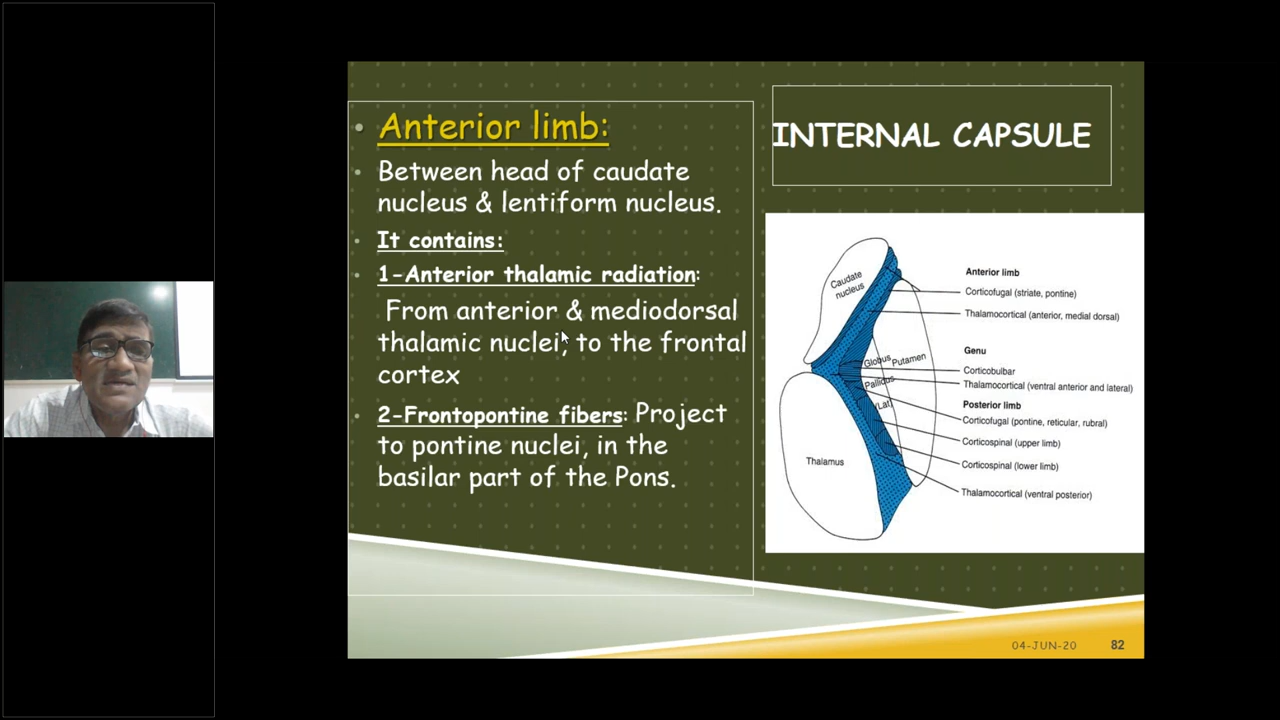 Anterior limb:
Between head of caudate
nucleus & lentiform nucleus.
It contains:
1-Anterior thalamic radiation:
From anterior & mediodorsal
thalamic nuclei, to the frontal
cortex
2-Frontopontine fibers: Project
to pontine nuclei, in the
basilar part of the Pons.
INTERNAL CAPSULE
Caudate
nucleus
Anterior limb
Corticofugal (striate, pontine)
Thalamocortical (anterior, medial dorsal)
Genu
Globus Putamen
Corticobulbar
Pallidus
Thalamocortical (ventral anterior and lateral)
Posterior limb
(Lat)
Corticofugal (pontine, reticular, rubral)
Corticospinal (upper limb)
Thalamus
Corticospinal (lower limb)
Thalamocortical (ventral posterior)
04-JUN-20 82